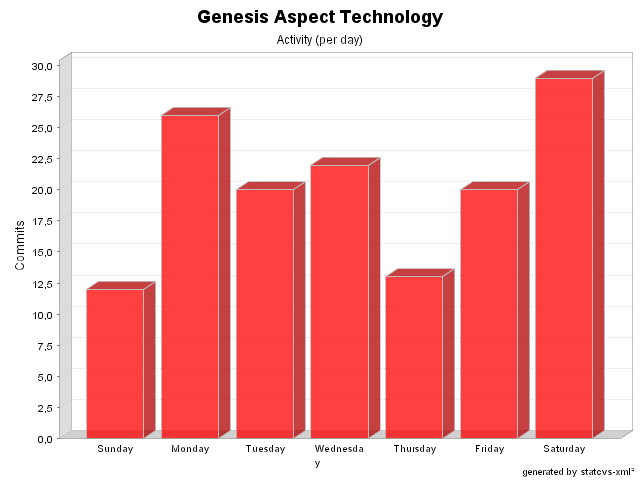 Genesis Aspect Technology
Activity (per day)
30,0
27,5
25,0
22,5
20,0
17,5
15,0
12,5
10,0
7,5
5,0
2,5
0,0
Commits
Sunday Monday Tuesday Wednesda Thursday Friday Saturday
y
generated by statcvs-xml²